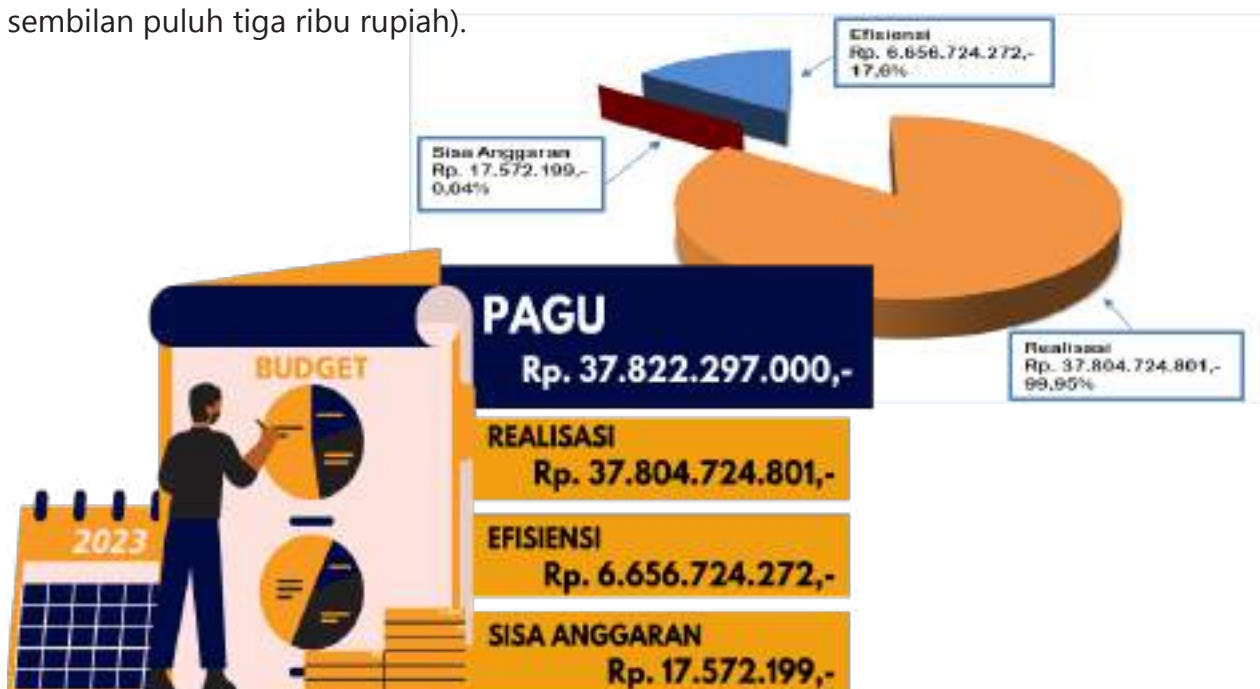 sembilan puluh tiga ribu rupiah).
Efisiensi
Rp. 6.656.724.272,-
17,6%
Sisa Anggaran
Rp. 17.572.199,-
0,04%
Realisasi
Rp. 37.804.724.801,-
99,95%
PAGU
Rp. 37.822.297.000,-
BUDGET
REALISASI
Rp. 37.804.724.801,-
2023
EFISIENSI
Rp. 6.656.724.272,-
SISA ANGGARAN
Rp. 17.572.199,-